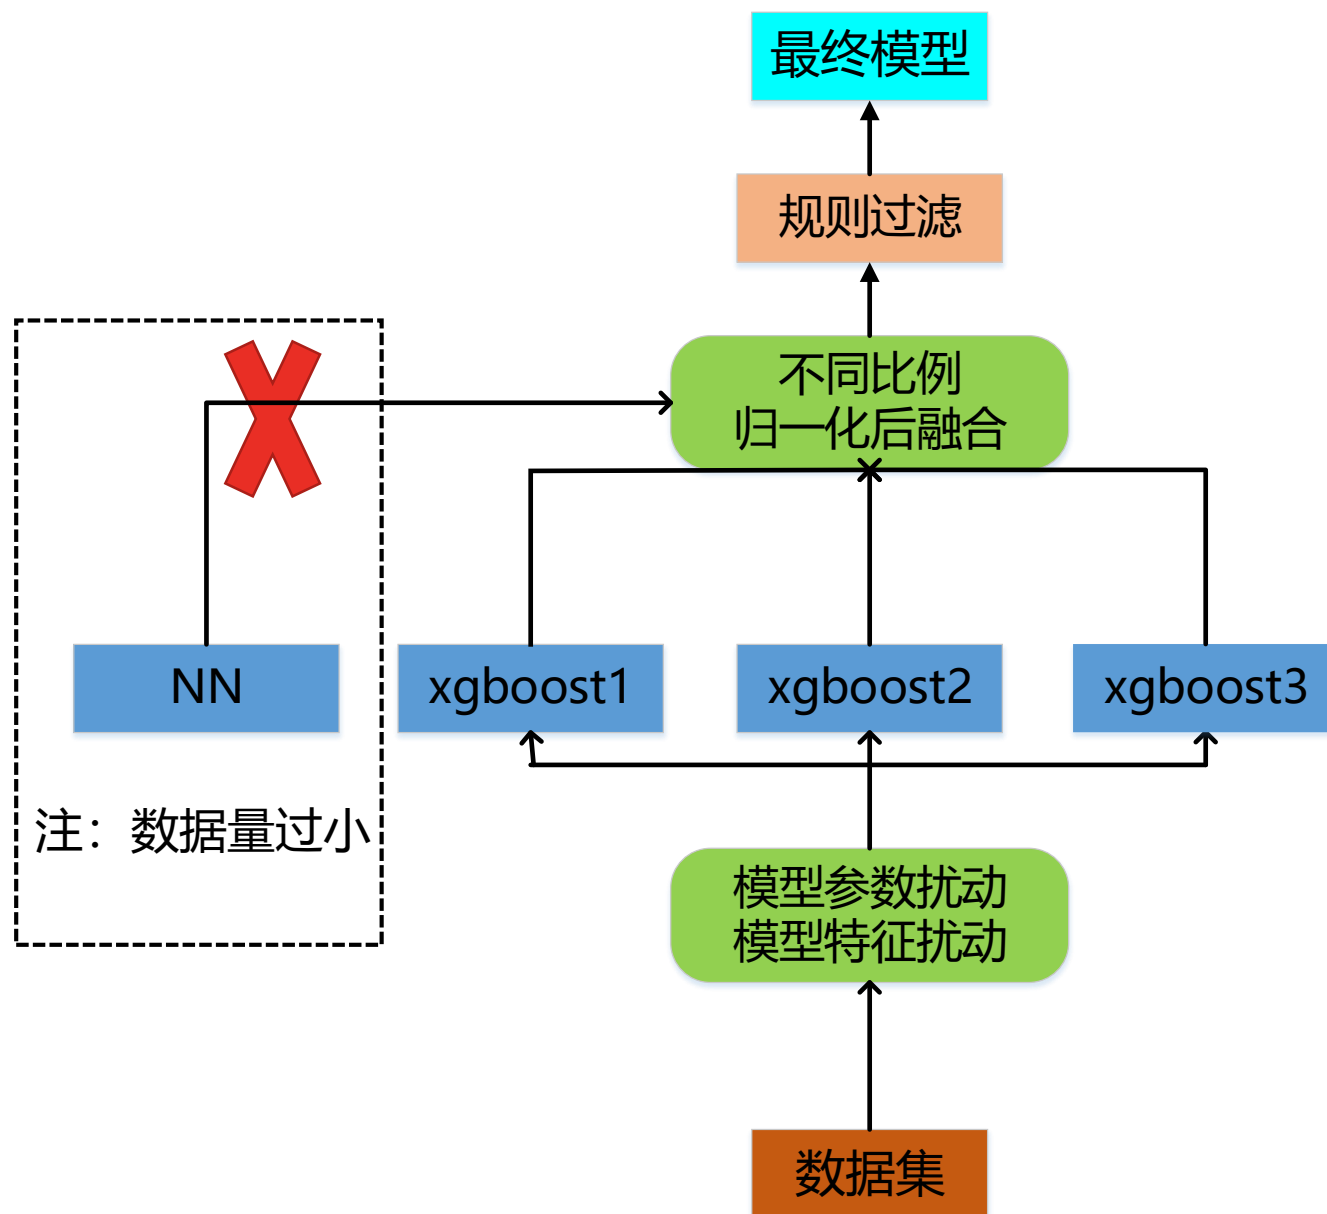 最终模型
规则过滤
不同比例
归一化后融合
NN
xgboost1
xgboost2
xgboost3
注：数据量过小
模型参数扰动
模型特征扰动
数据集